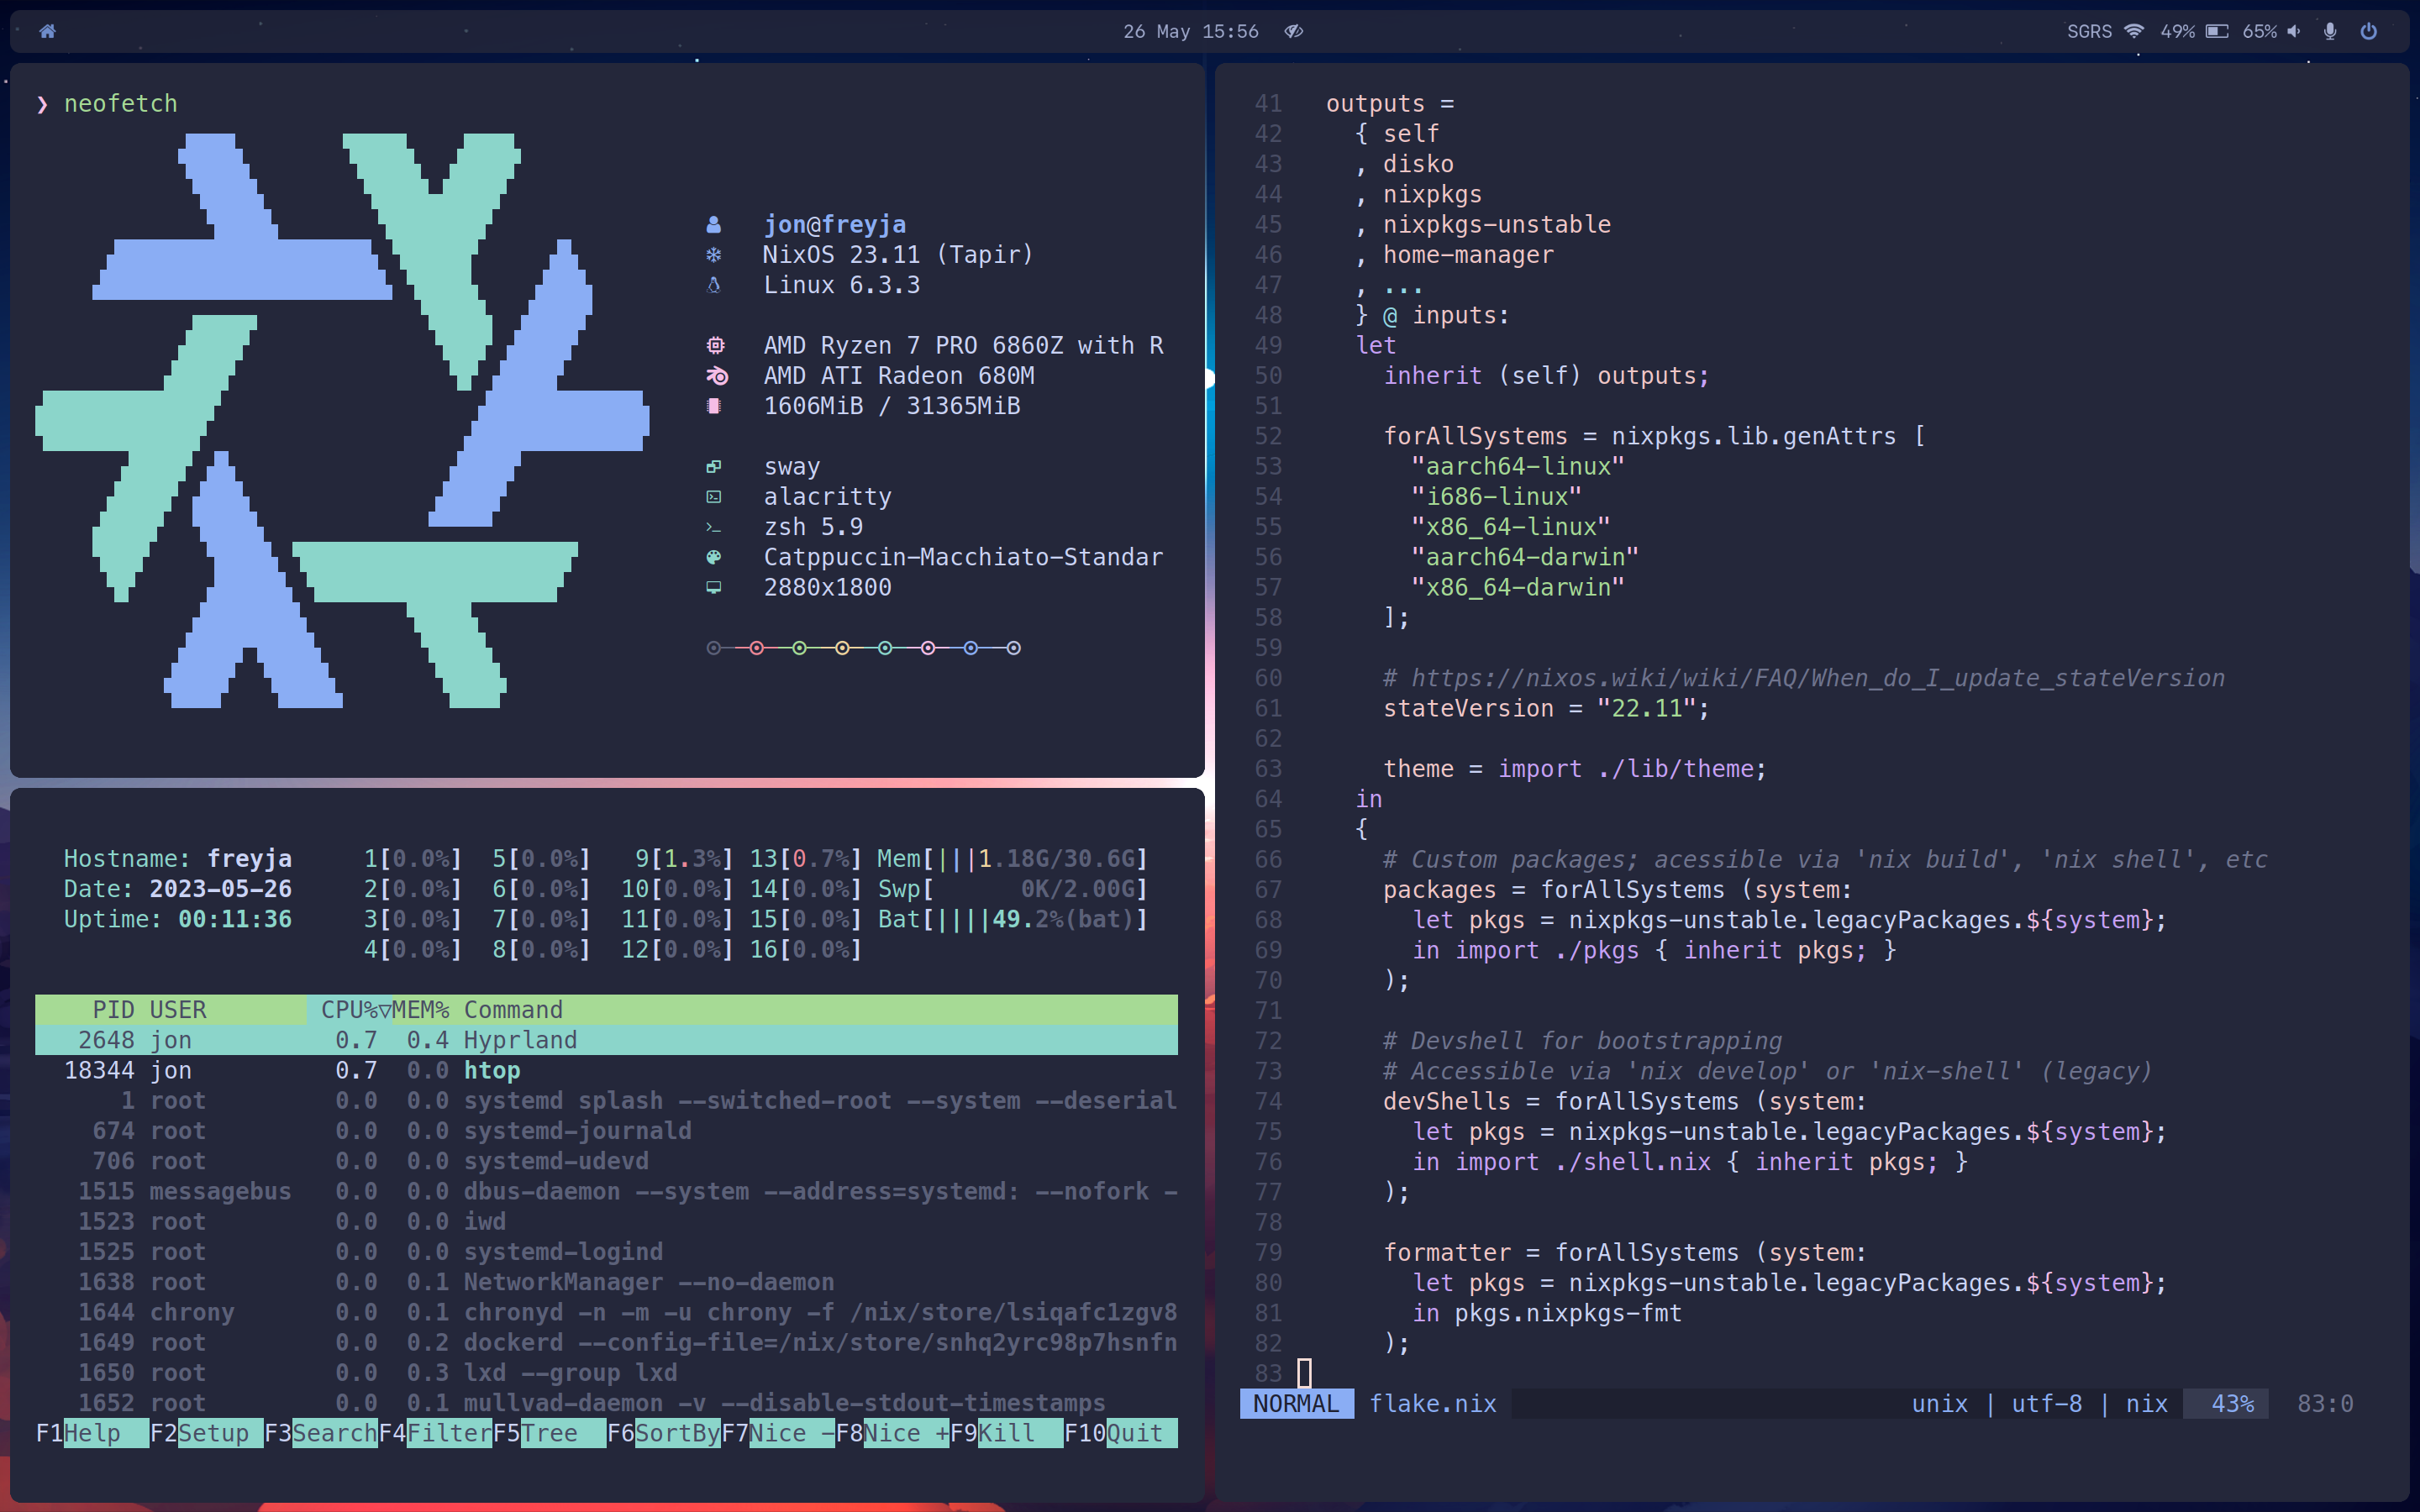 26 May 15:56
SGRS 49% 65%
❯ neofetch
jon@freyja
NixOS 23.11 (Tapir)
Linux 6.3.3
AMD Ryzen 7 PRO 6860Z with R
AMD ATI Radeon 680M
1606MiB / 31365MiB
sway
alacritty
zsh 5.9
Catppuccin-Macchiato-Standar
2880x1800
Hostname: freyja 1[0.0%] 5[0.0%] 9[1.3%] 13[0.7%] Mem[|||1.18G/30.6G]
Date: 2023-05-26 2[0.0%] 6[0.0%] 10[0.0%] 14[0.0%] Swp[ 0K/2.00G]
Uptime: 00:11:36 3[0.0%] 7[0.0%] 11[0.0%] 15[0.0%] Bat[||||49.2%(bat)]
4[0.0%] 8[0.0%] 12[0.0%] 16[0.0%]
PID USER CPU%▽MEM% Command
2648 jon 0.7 0.4 Hyprland
18344 jon 0.7 0.0 htop
1 root 0.0 0.0 systemd splash --switched-root --system --deserial
674 root 0.0 0.0 systemd-journald
706 root 0.0 0.0 systemd-udevd
1515 messagebus 0.0 0.0 dbus-daemon --system --address=systemd: --nofork -
1523 root 0.0 0.0 iwd
1525 root 0.0 0.0 systemd-logind
1638 root 0.0 0.1 NetworkManager --no-daemon
1644 chrony 0.0 0.1 chronyd -n -m -u chrony -f /nix/store/lsiqafc1zgv8
1649 root 0.0 0.2 dockerd --config-file=/nix/store/snhq2yrc98p7hsnfn
1650 root 0.0 0.3 lxd --group lxd
1652 root 0.0 0.1 mullvad-daemon -v --disable-stdout-timestamps
F1Help F2Setup F3SearchF4FilterF5Tree F6SortByF7Nice -F8Nice +F9Kill F10Quit
41 outputs =
42 { self
43 , disko
44 , nixpkgs
45 , nixpkgs-unstable
46 , home-manager
47 , ...
48 } @ inputs:
49 let
50 inherit (self) outputs;
51
52 forAllSystems = nixpkgs.lib.genAttrs [
53 "aarch64-linux"
54 "i686-linux"
55 "x86_64-linux"
56 "aarch64-darwin"
57 "x86_64-darwin"
58 ];
59
60 # https://nixos.wiki/wiki/FAQ/When_do_I_update_stateVersion
61 stateVersion = "22.11";
62
63 theme = import ./lib/theme;
64 in
65 {
66 # Custom packages; acessible via 'nix build', 'nix shell', etc
67 packages = forAllSystems (system:
68 let pkgs = nixpkgs-unstable.legacyPackages.${system};
69 in import ./pkgs { inherit pkgs; }
70 );
71
72 # Devshell for bootstrapping
73 # Accessible via 'nix develop' or 'nix-shell' (legacy)
74 devShells = forAllSystems (system:
75 let pkgs = nixpkgs-unstable.legacyPackages.${system};
76 in import ./shell.nix { inherit pkgs; }
77 );
78
79 formatter = forAllSystems (system:
80 let pkgs = nixpkgs-unstable.legacyPackages.${system};
81 in pkgs.nixpkgs-fmt
82 );
83
NORMAL flake.nix unix | utf-8 | nix 43% 83:0